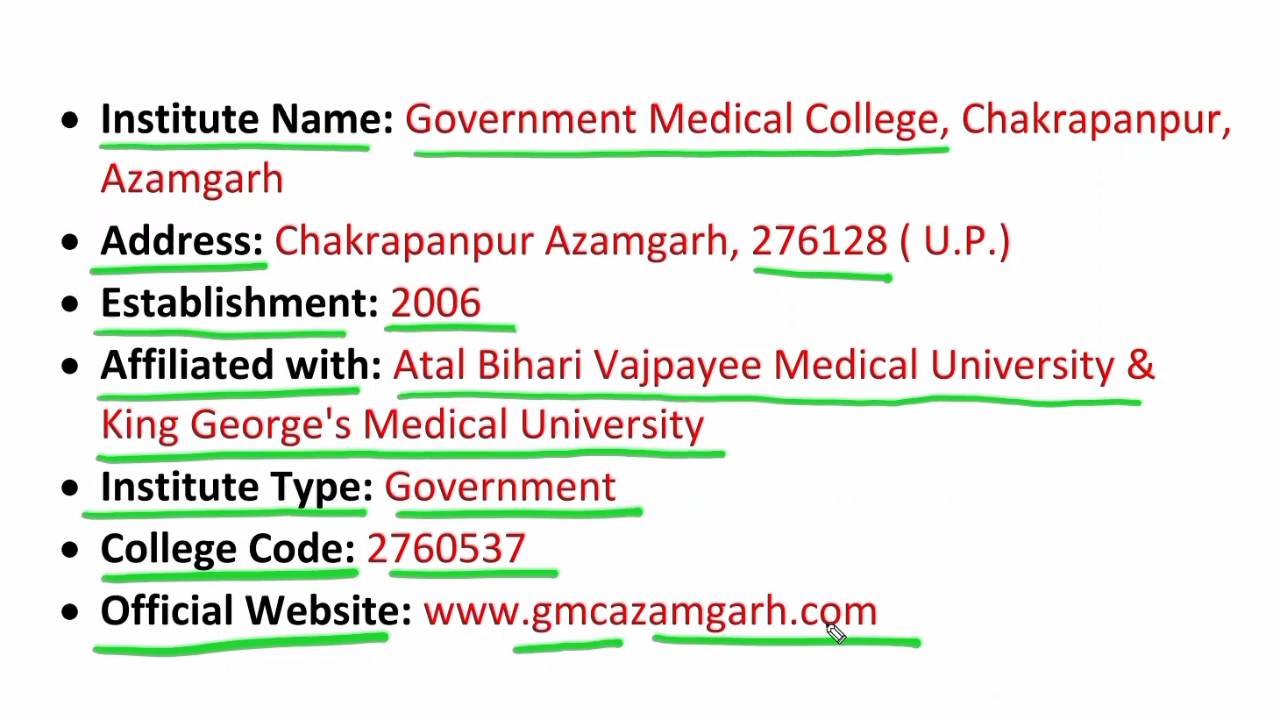 • Institute Name: Government Medical College, Chakrapanpur,
Azamgarh
• Address: Chakrapanpur Azamgarh, 276128 ( U.P.)
• Establishment: 2006
• Affiliated with: Atal Bihari Vajpayee Medical University &
King George's Medical University
• Institute Type: Government
• College Code: 2760537
• Official Website: www.gmcazamgarh.com